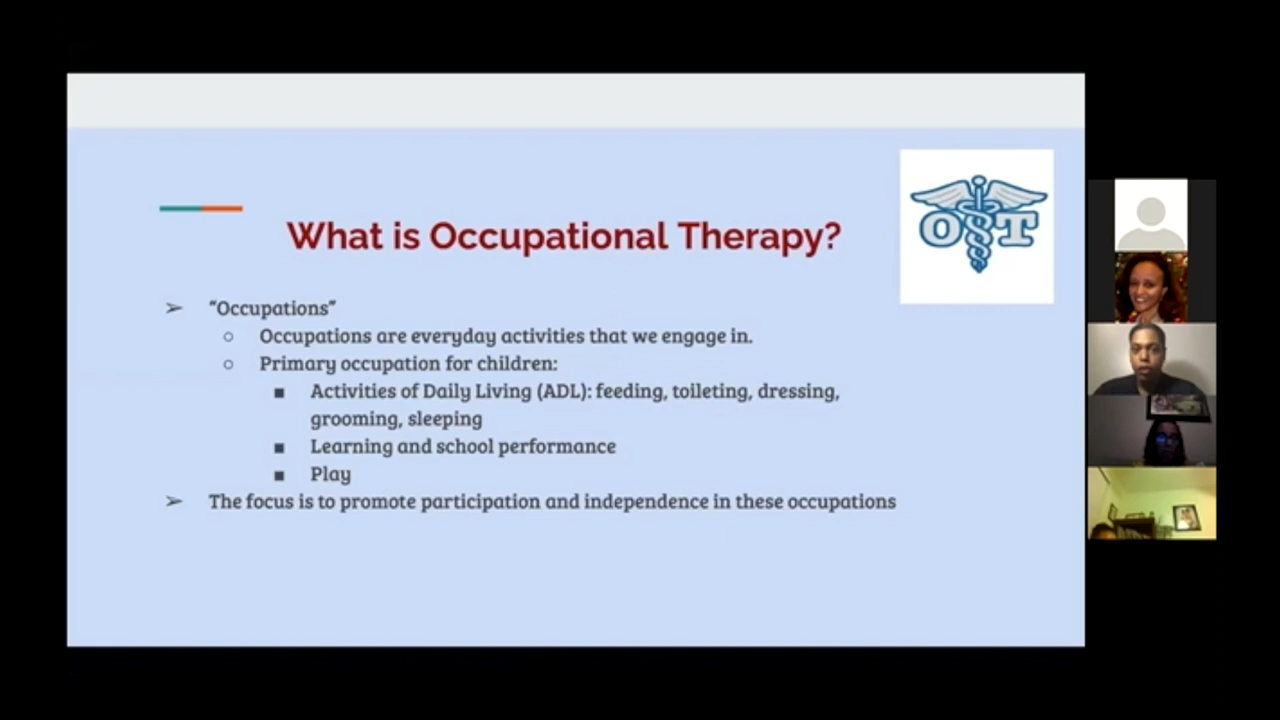 What is Occupational Therapy?
OT
➢ “Occupations”
○ Occupations are everyday activities that we engage in.
○ Primary occupation for children:
■ Activities of Daily Living (ADL): feeding, toileting, dressing,
grooming, sleeping
■ Learning and school performance
■ Play
➢ The focus is to promote participation and independence in these occupations